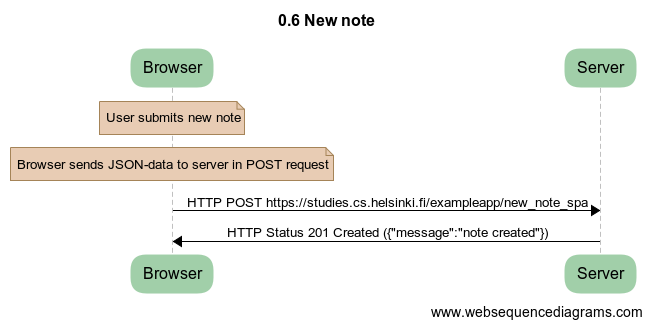 0.6 New note
Browser
Server
User submits new note
Browser sends JSON-data to server in POST request
HTTP POST https://studies.cs.helsinki.fi/exampleapp/new_note_spa
HTTP Status 201 Created ({"message":"note created"})
Browser
Server
www.websequencediagrams.com